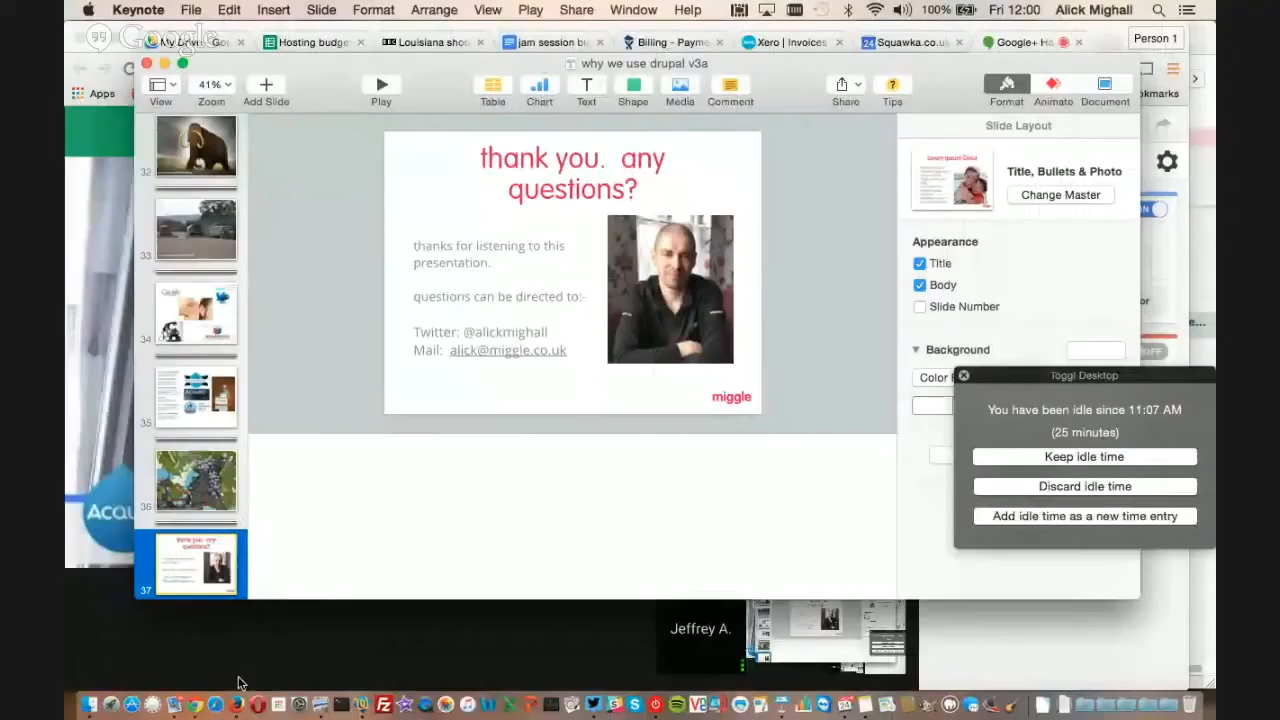 Keynote File Edit Insert Slide Format Arrange View Play Share Window Help 100% Fri 12:00 Alick Mighall
Google
Hosting budge
Louisiana sho
jam session bu
Billing - Payme
Xero | Invoices
Squawka.co.uk
Google+ Ha
Person 1
why we use drupal v3a
Apps
41%
View Zoom Add Slide Play Table Chart Text Shape Media Comment Share Tips Format Animate Document
Slide Layout
Title, Bullets & Photo
Change Master
Appearance
Title
Body
Slide Number
Background
32
33
34
35
36
37
thank you. any
questions?
thanks for listening to this
presentation.
questions can be directed to:-
Twitter: @alickmighall
Mail: alick@miggle.co.uk
miggle
Toggl Desktop
You have been idle since 11:07 AM
(25 minutes)
Keep idle time
Discard idle time
Add idle time as a new time entry
Jeffrey A.